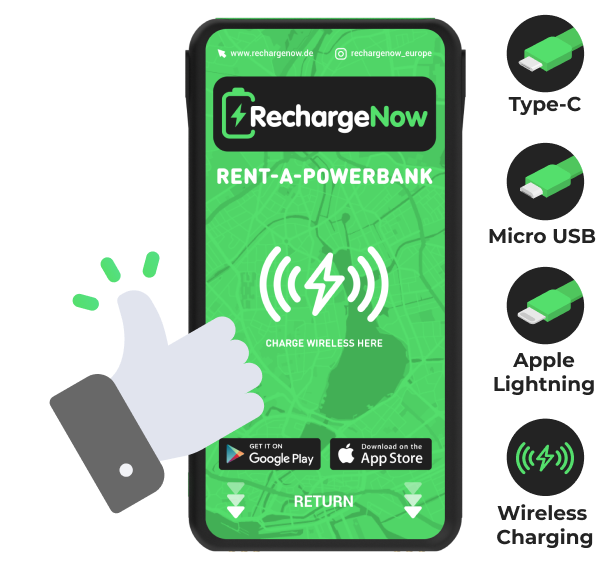 www.rechargenow.de
rechargenow_europe
RechargeNow
RENT-A-POWERBANK
CHARGE WIRELESS HERE
GET IT ON
Google Play
Download on the
App Store
RETURN
Type-C
Micro USB
Apple
Lightning
Wireless
Charging